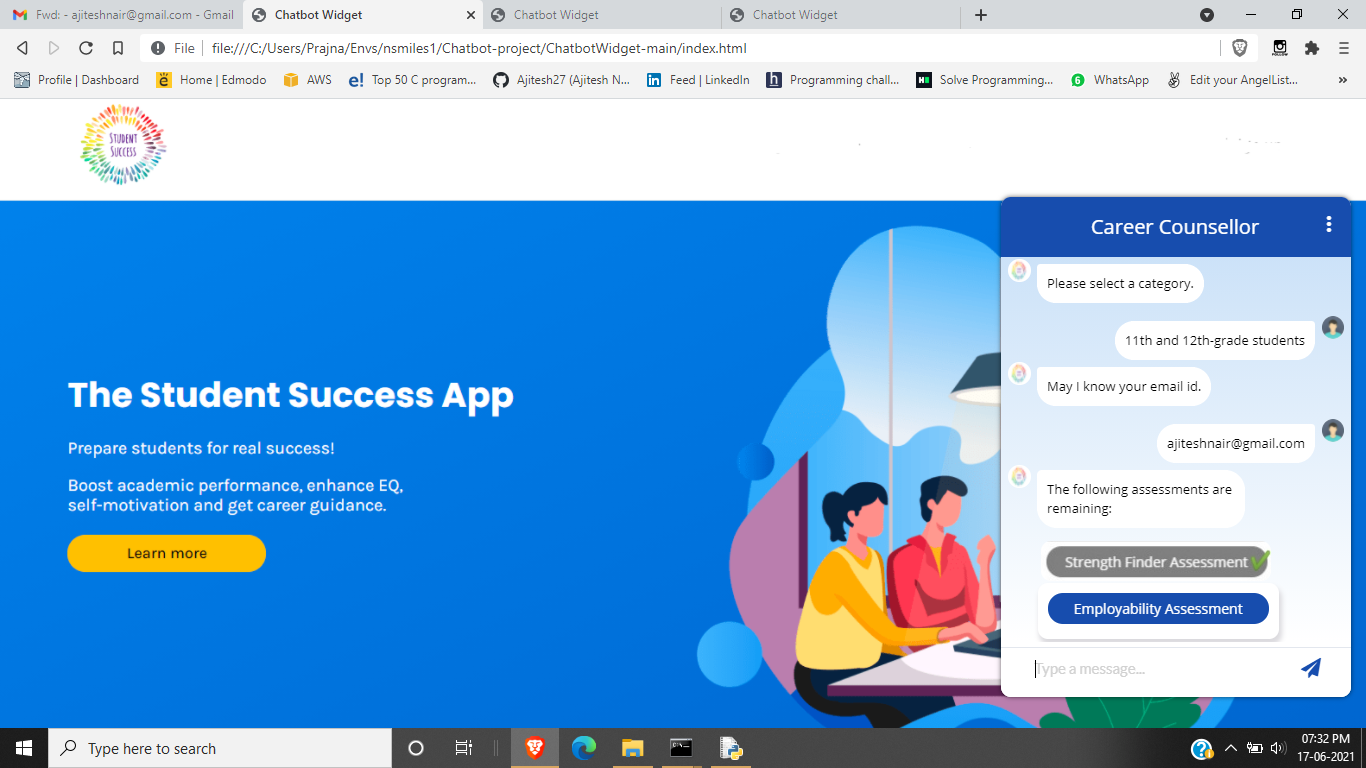 Fwd: - ajiteshnair@gmail.com - Gmail
Chatbot Widget
Chatbot Widget
Chatbot Widget
File
file:///C:/Users/Prajna/Envs/nsmiles1/Chatbot-project/ChatbotWidget-main/index.html
Profile | Dashboard
Home | Edmodo
AWS
Top 50 C program...
Ajitesh27 (Ajitesh N...
Feed | LinkedIn
Programming chall...
Solve Programming...
WhatsApp
Edit your AngelList...
STUDENT
SUCCESS
The Student Success App
Prepare students for real success!
Boost academic performance, enhance EQ,
self-motivation and get career guidance.
Learn more
Career Counsellor
Please select a category.
11th and 12th-grade students
May I know your email id.
ajiteshnair@gmail.com
The following assessments are
remaining:
Strength Finder Assessment
Employability Assessment
Type a message...
Type here to search
07:32 PM
17-06-2021